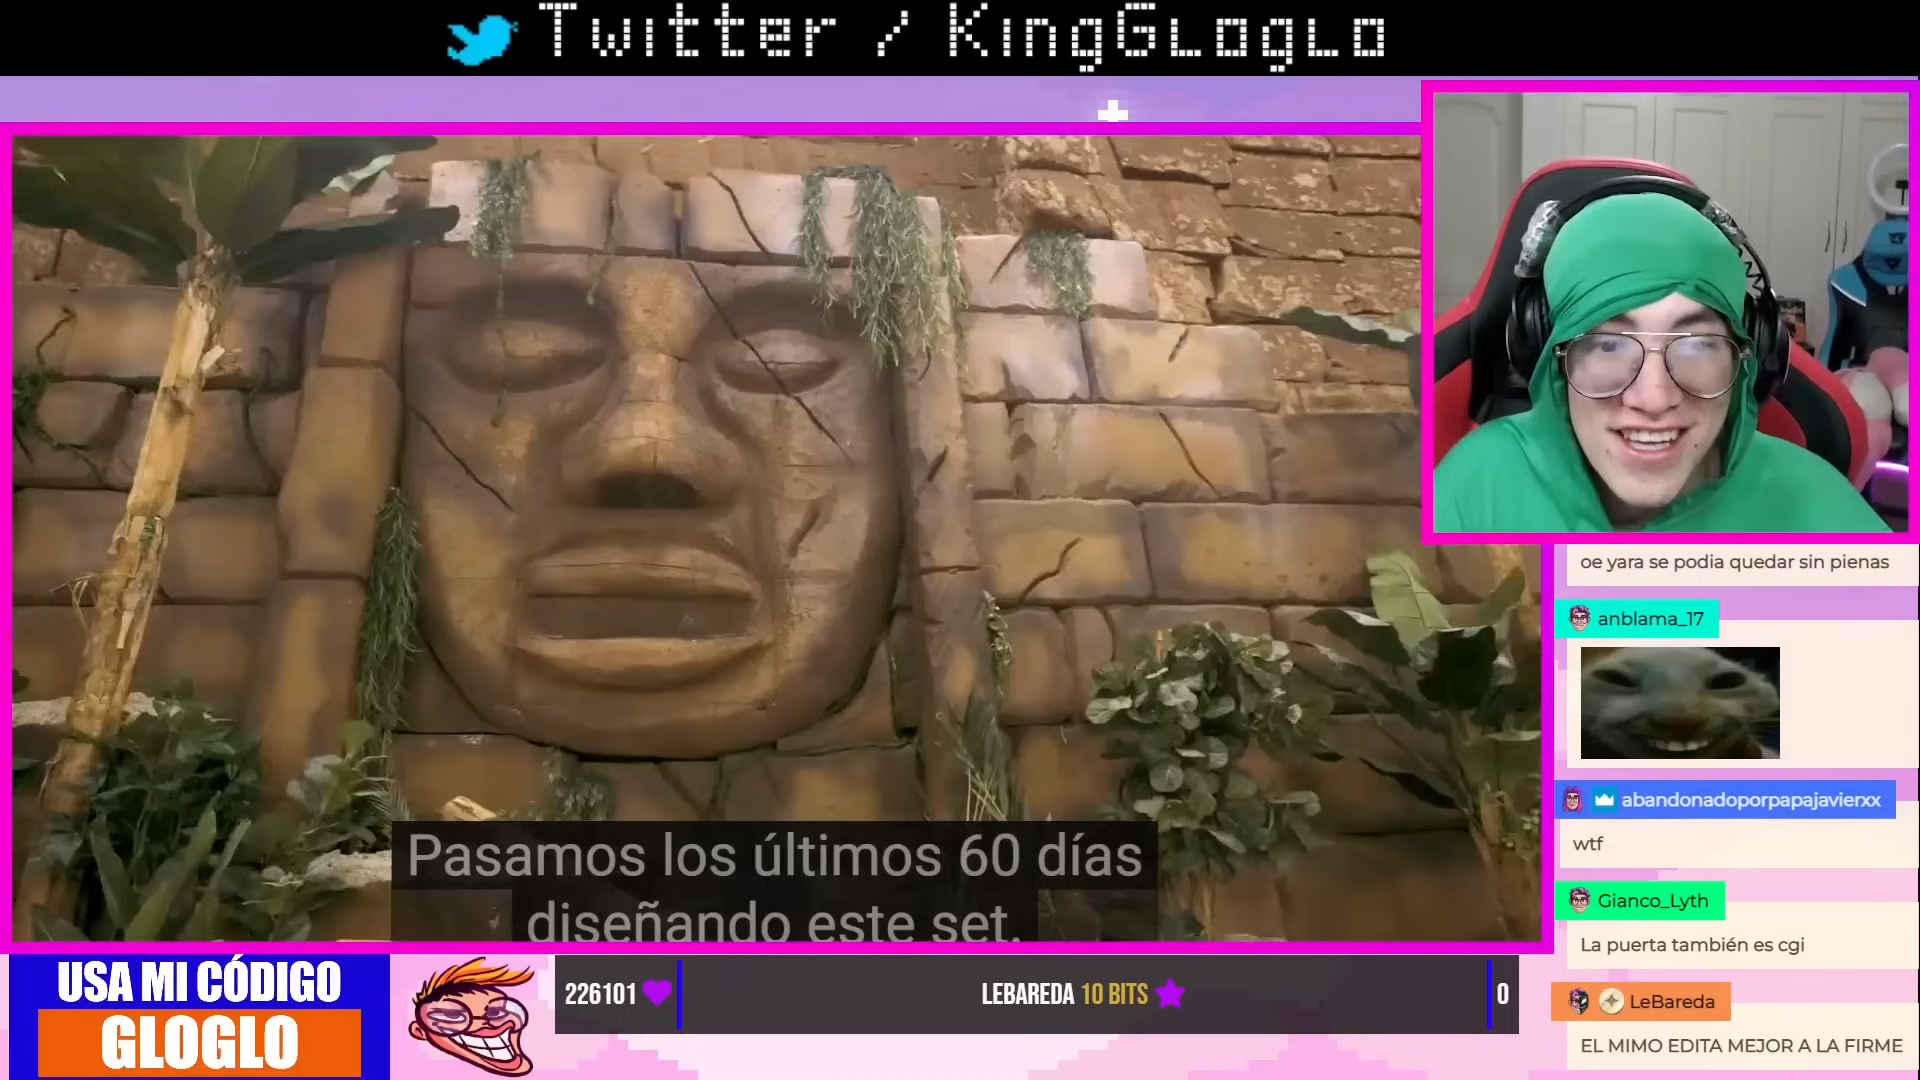 Twitter / KingGloglo
Pasamos los últimos 60 días
diseñando este set.
oe yara se podia quedar sin pienas
anblama_17
abandonadoporpapajavierxx
wtf
Gianco_Lyth
La puerta también es cgi
LeBareda
EL MIMO EDITA MEJOR A LA FIRME
USA MI CÓDIGO
GLOGLO
226101
LEBAREDA 10 BITS
0